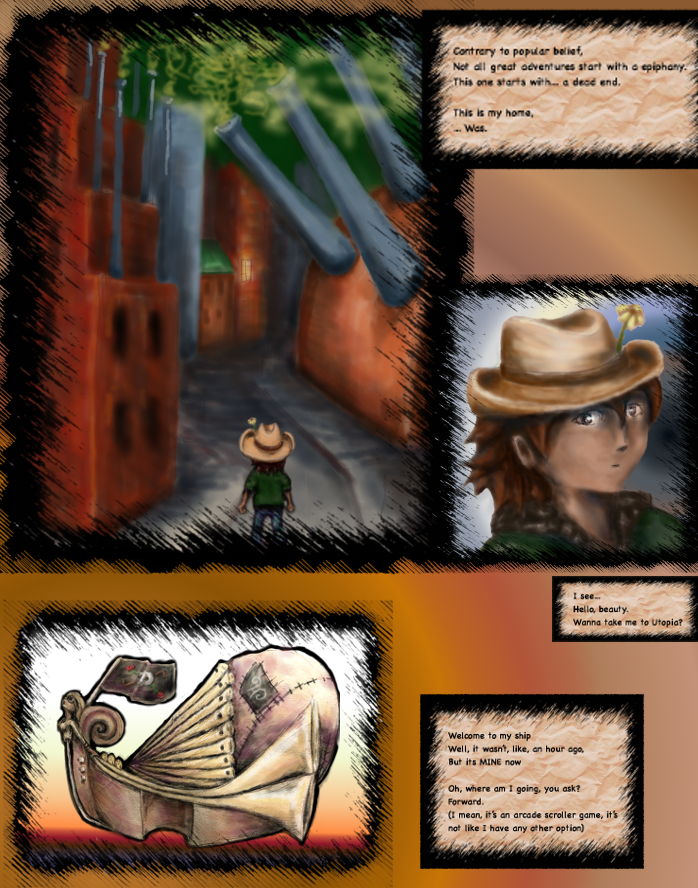 Contrary to popular belief,
Not all great adventures start with a epiphany.
This one starts with... a dead end.
This is my home,
... Was.
I see...
Hello, beauty.
Wanna take me to Utopia?
Welcome to my ship
Well, it wasn't, like, an hour ago,
But its MINE now
Oh, where am I going, you ask?
Forward.
(I mean, it's an arcade scroller game, it's
not like I have any other option)